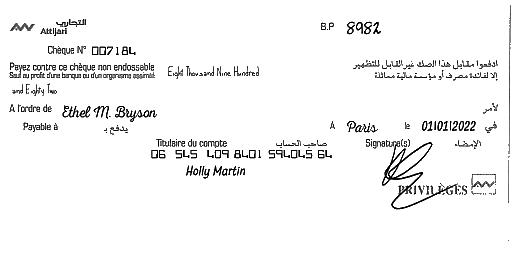 التجاري
Attijari
B.P 8982
Chèque N° 007184
Payez contre ce chèque non endossable
Sauf au profit d'une banque ou d'un organisme assimilé
Eight Thousand Nine Hundred
ادفعوا مقابل هذا الصك غير القابل للتظهير
إلا لفائدة مصرف أو مؤسسة مالية مماثلة
and Eighty Two
A l'ordre de Ethel M. Bryson لأمر
Payable à يدفع بـ
A Paris le 01/01/2022 في
Titulaire du compte صاحب الحساب
Signature(s) الإمضاء
06 545 409 8401 594045 64
Holly Martin
PRIVILÈGES